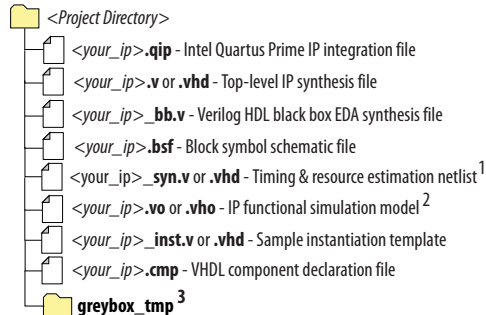 <Project Directory>
<your_ip>.qip - Intel Quartus Prime IP integration file
<your_ip>.v or .vhd - Top-level IP synthesis file
<your_ip>_bb.v - Verilog HDL black box EDA synthesis file
<your_ip>.bsf - Block symbol schematic file
<your_ip>_syn.v or .vhd - Timing & resource estimation netlist1
<your_ip>.vo or .vho - IP functional simulation model 2
<your_ip>_inst.v or .vhd - Sample instantiation template
<your_ip>.cmp - VHDL component declaration file
greybox_tmp 3